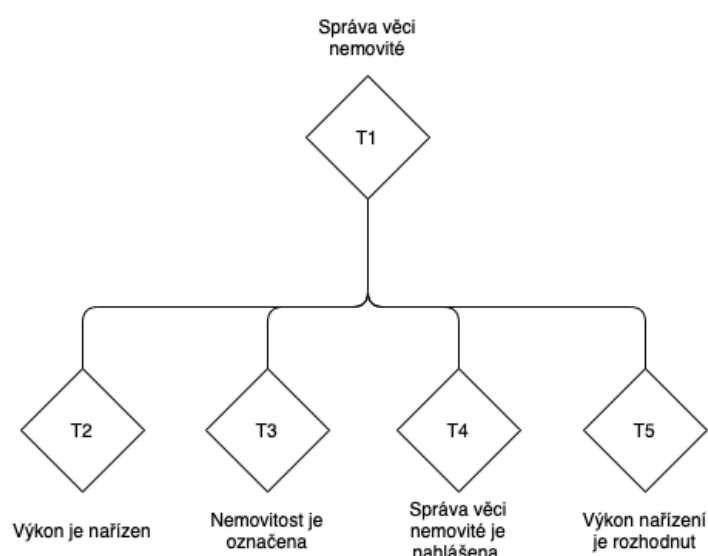 Správa věci
nemovité
T1
T2
T3
T4
T5
Výkon je nařízen
Nemovitost je
označena
Správa věci
nemovité je
nahlášena
Výkon nařízení
je rozhodnut